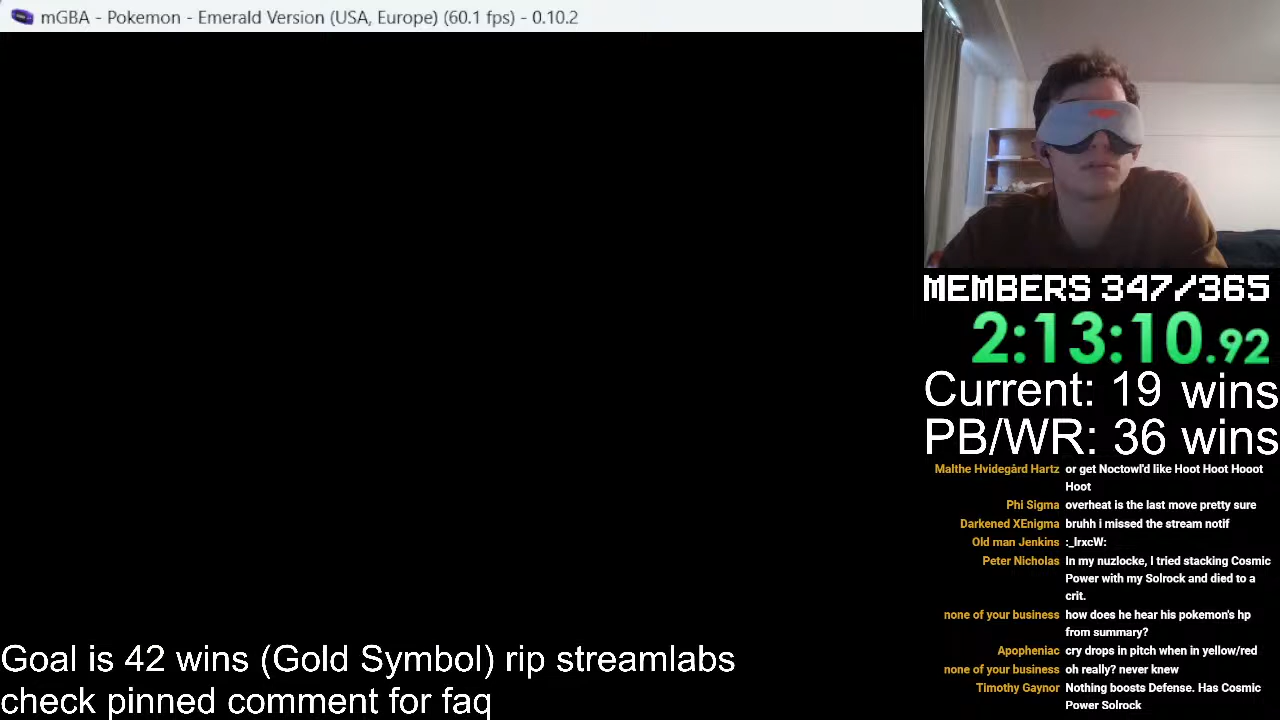 mGBA - Pokemon - Emerald Version (USA, Europe) (60.1 fps) - 0.10.2
MEMBERS 347/365
2:13:10.92
Current: 19 wins
PB/WR: 36 wins
Malthe Hvidegård Hartz or get Noctowl'd like Hoot Hoot Hooot
Hoot
Phi Sigma overheat is the last move pretty sure
Darkened XEnigma bruhh i missed the stream notif
Old man Jenkins :_lrxcW:
Peter Nicholas In my nuzlocke, I tried stacking Cosmic
Power with my Solrock and died to a
crit.
none of your business how does he hear his pokemon's hp
from summary?
Apopheniac cry drops in pitch when in yellow/red
none of your business oh really? never knew
Timothy Gaynor Nothing boosts Defense. Has Cosmic
Power Solrock
Goal is 42 wins (Gold Symbol) rip streamlabs
check pinned comment for faq